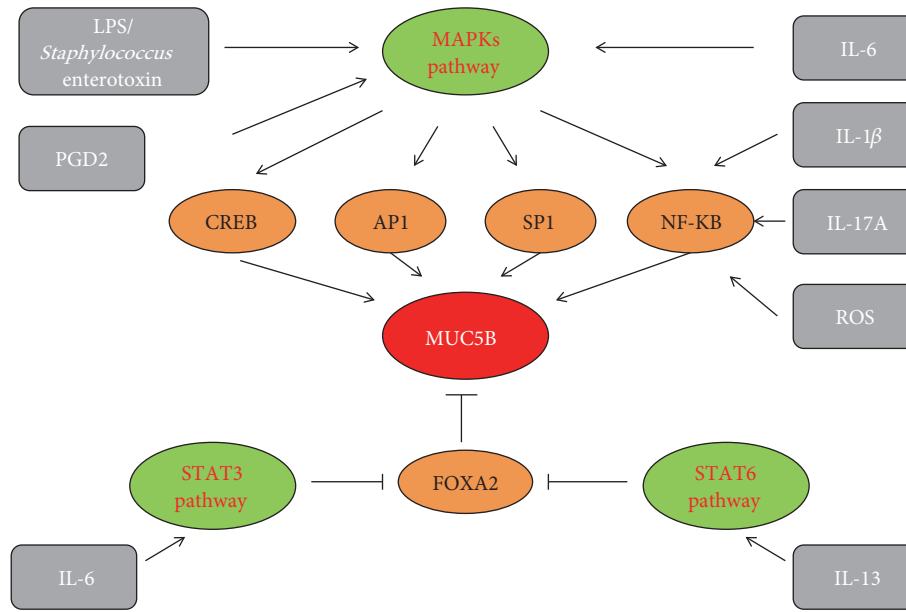 LPS/
Staphylococcus
enterotoxin
MAPKs
pathway
IL-6
PGD2
IL-1β
CREB
AP1
SP1
NF-KB
IL-17A
MUC5B
ROS
STAT3
pathway
FOXA2
STAT6
pathway
IL-6
IL-13